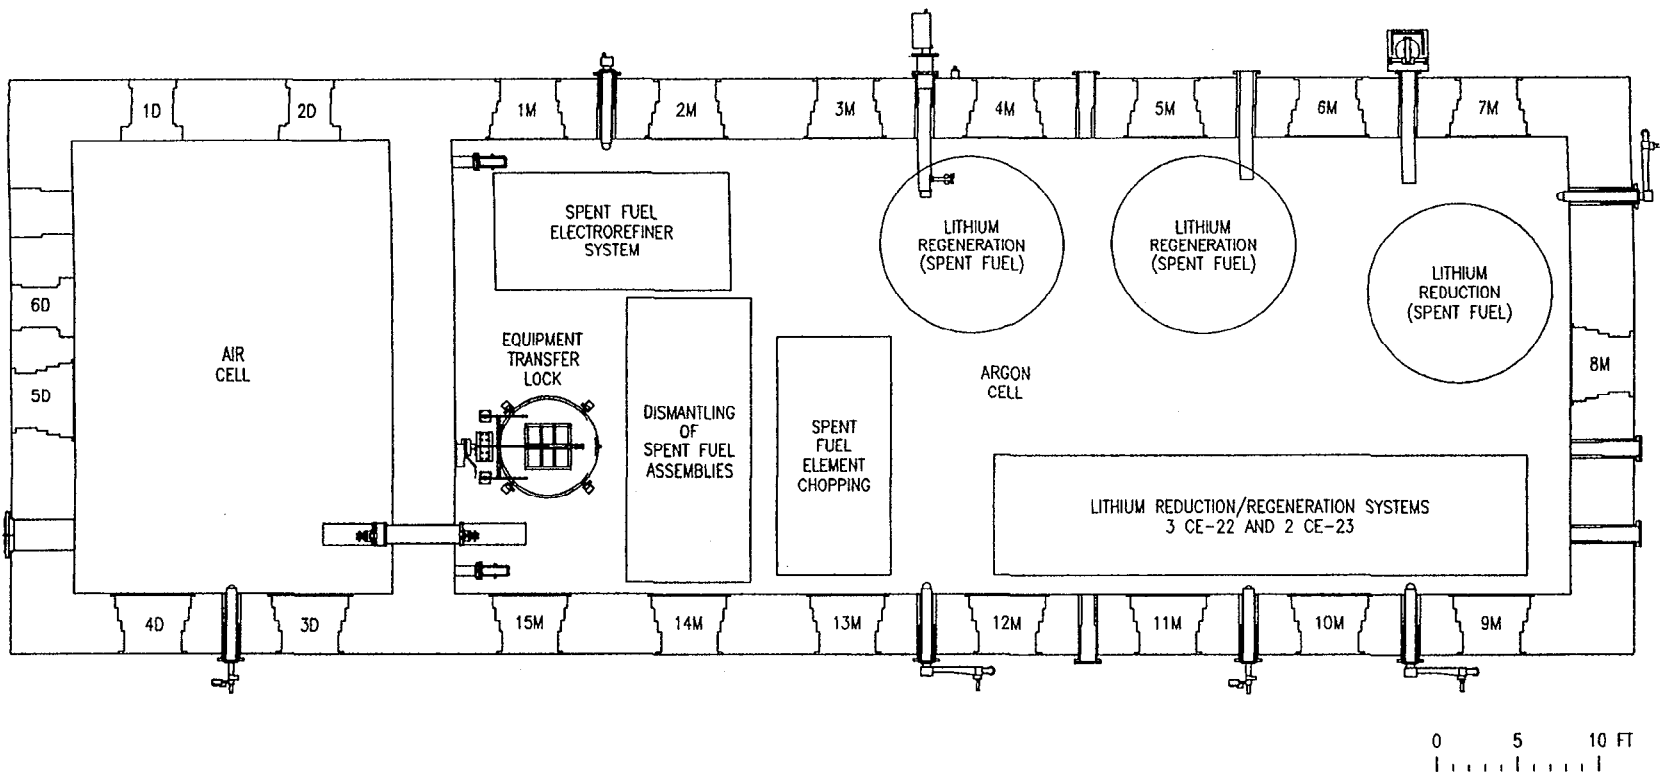 1D
2D
1M
2M
3M
4M
5M
6M
7M
SPENT FUEL
ELECTROREFINER
SYSTEM
LITHIUM
REGENERATION
(SPENT FUEL)
LITHIUM
REGENERATION
(SPENT FUEL)
LITHIUM
REDUCTION
(SPENT FUEL)
6D
5D
AIR
CELL
EQUIPMENT
TRANSFER
LOCK
ARGON
CELL
8M
DISMANTLING
OF
SPENT FUEL
ASSEMBLIES
SPENT
FUEL
ELEMENT
CHOPPING
LITHIUM REDUCTION/REGENERATION SYSTEMS
3 CE-22 AND 2 CE-23
4D
3D
15M
14M
13M
12M
11M
10M
9M
0 5 10 FT